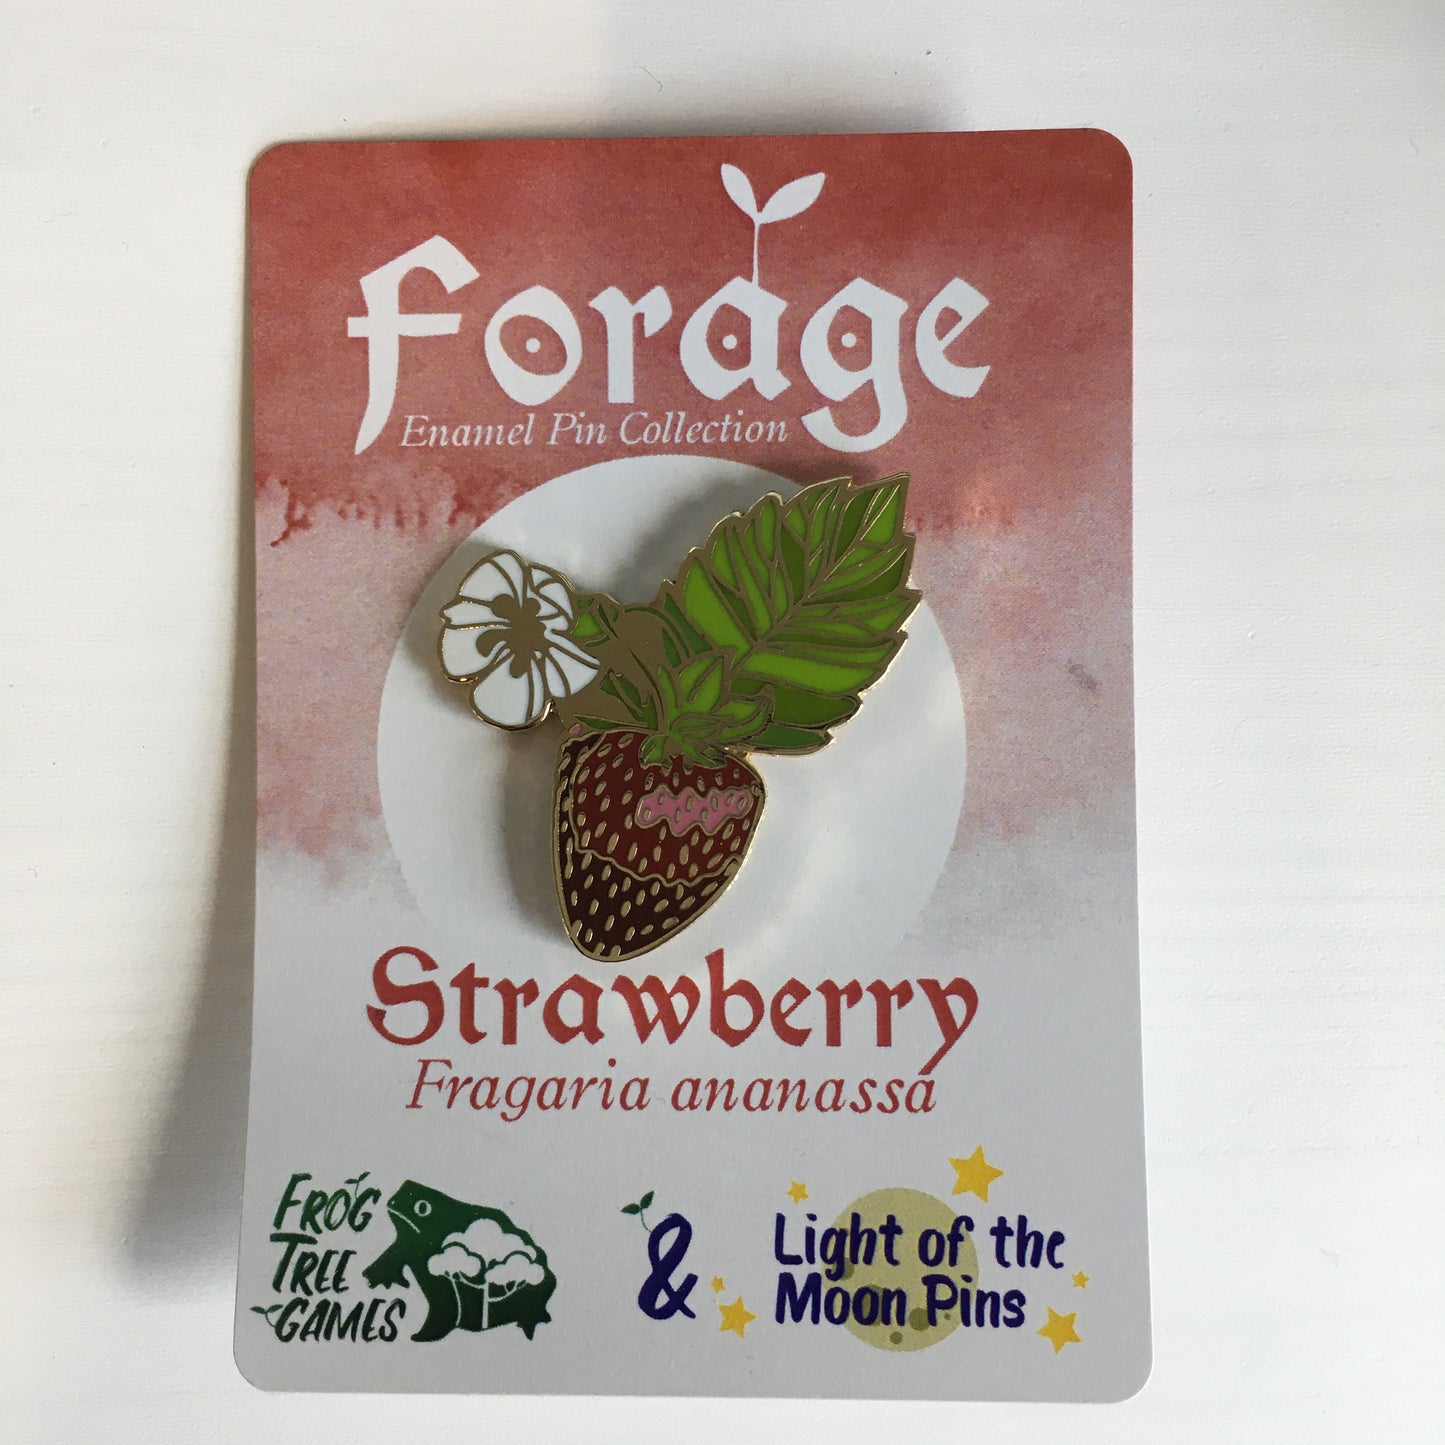 Forage
Enamel Pin Collection
Strawberry
Fragaria ananassa
FROG
TREE
GAMES
&
Light of the
Moon Pins